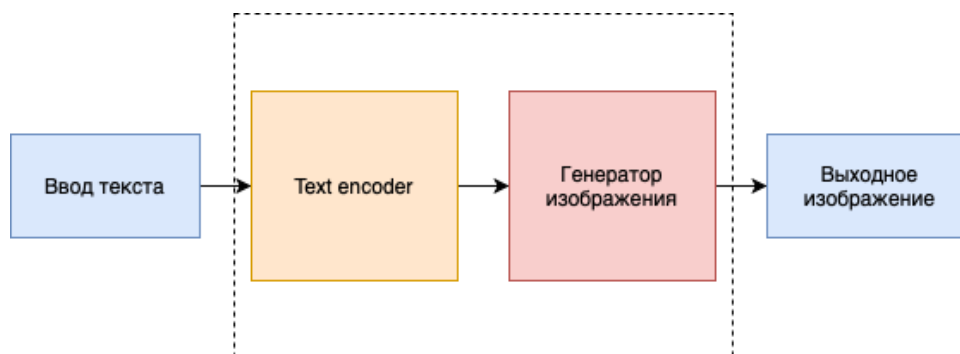 Ввод текста
Text encoder
Генератор
изображения
Выходное
изображение